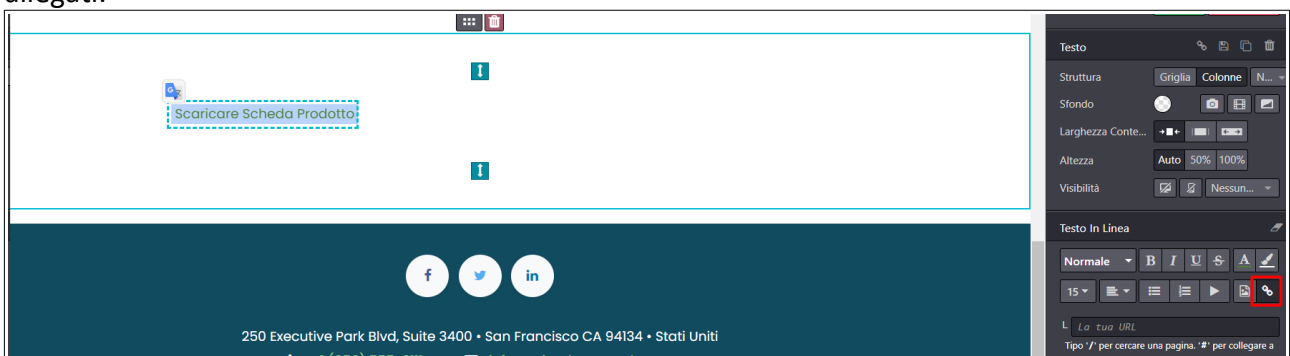 allegati.
Scaricare Scheda Prodotto
250 Executive Park Blvd, Suite 3400 • San Francisco CA 94134 • Stati Uniti
Testo
Struttura Griglia Colonne N...
Sfondo
Larghezza Conte...
Altezza Auto 50% 100%
Visibilità Nessun...
Testo In Linea
Normale B I U S A
15
L La tua URL
Tipo '/' per cercare una pagina. '#' per collegare a